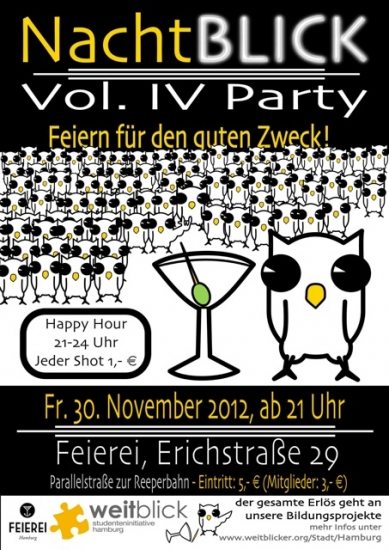 NachtBLICK
Vol. IV Party
Feiern für den guten Zweck!
Happy Hour
21-24 Uhr
Jeder Shot 1,- €
Fr. 30. November 2012, ab 21 Uhr
Feierei, Erichstraße 29
Parallelstraße zur Reeperbahn - Eintritt: 5,- € (Mitglieder: 3,- €)
FEIEREI
Hamburg
weitblick
studenteninitiative
hamburg
der gesamte Erlös geht an
unsere Bildungsprojekte
mehr Infos unter
www.weitblicker.org/Stadt/Hamburg